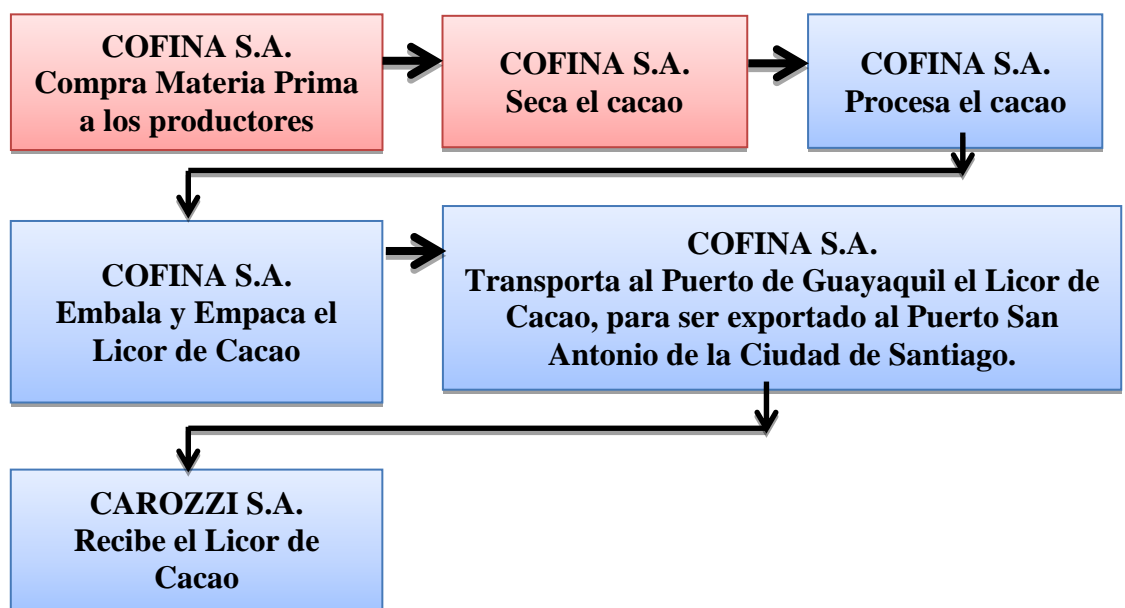 COFINA S.A.
Compra Materia Prima
a los productores
COFINA S.A.
Seca el cacao
COFINA S.A.
Procesa el cacao
COFINA S.A.
Embala y Empaca el
Licor de Cacao
COFINA S.A.
Transporta al Puerto de Guayaquil el Licor de
Cacao, para ser exportado al Puerto San
Antonio de la Ciudad de Santiago.
CAROZZI S.A.
Recibe el Licor de
Cacao